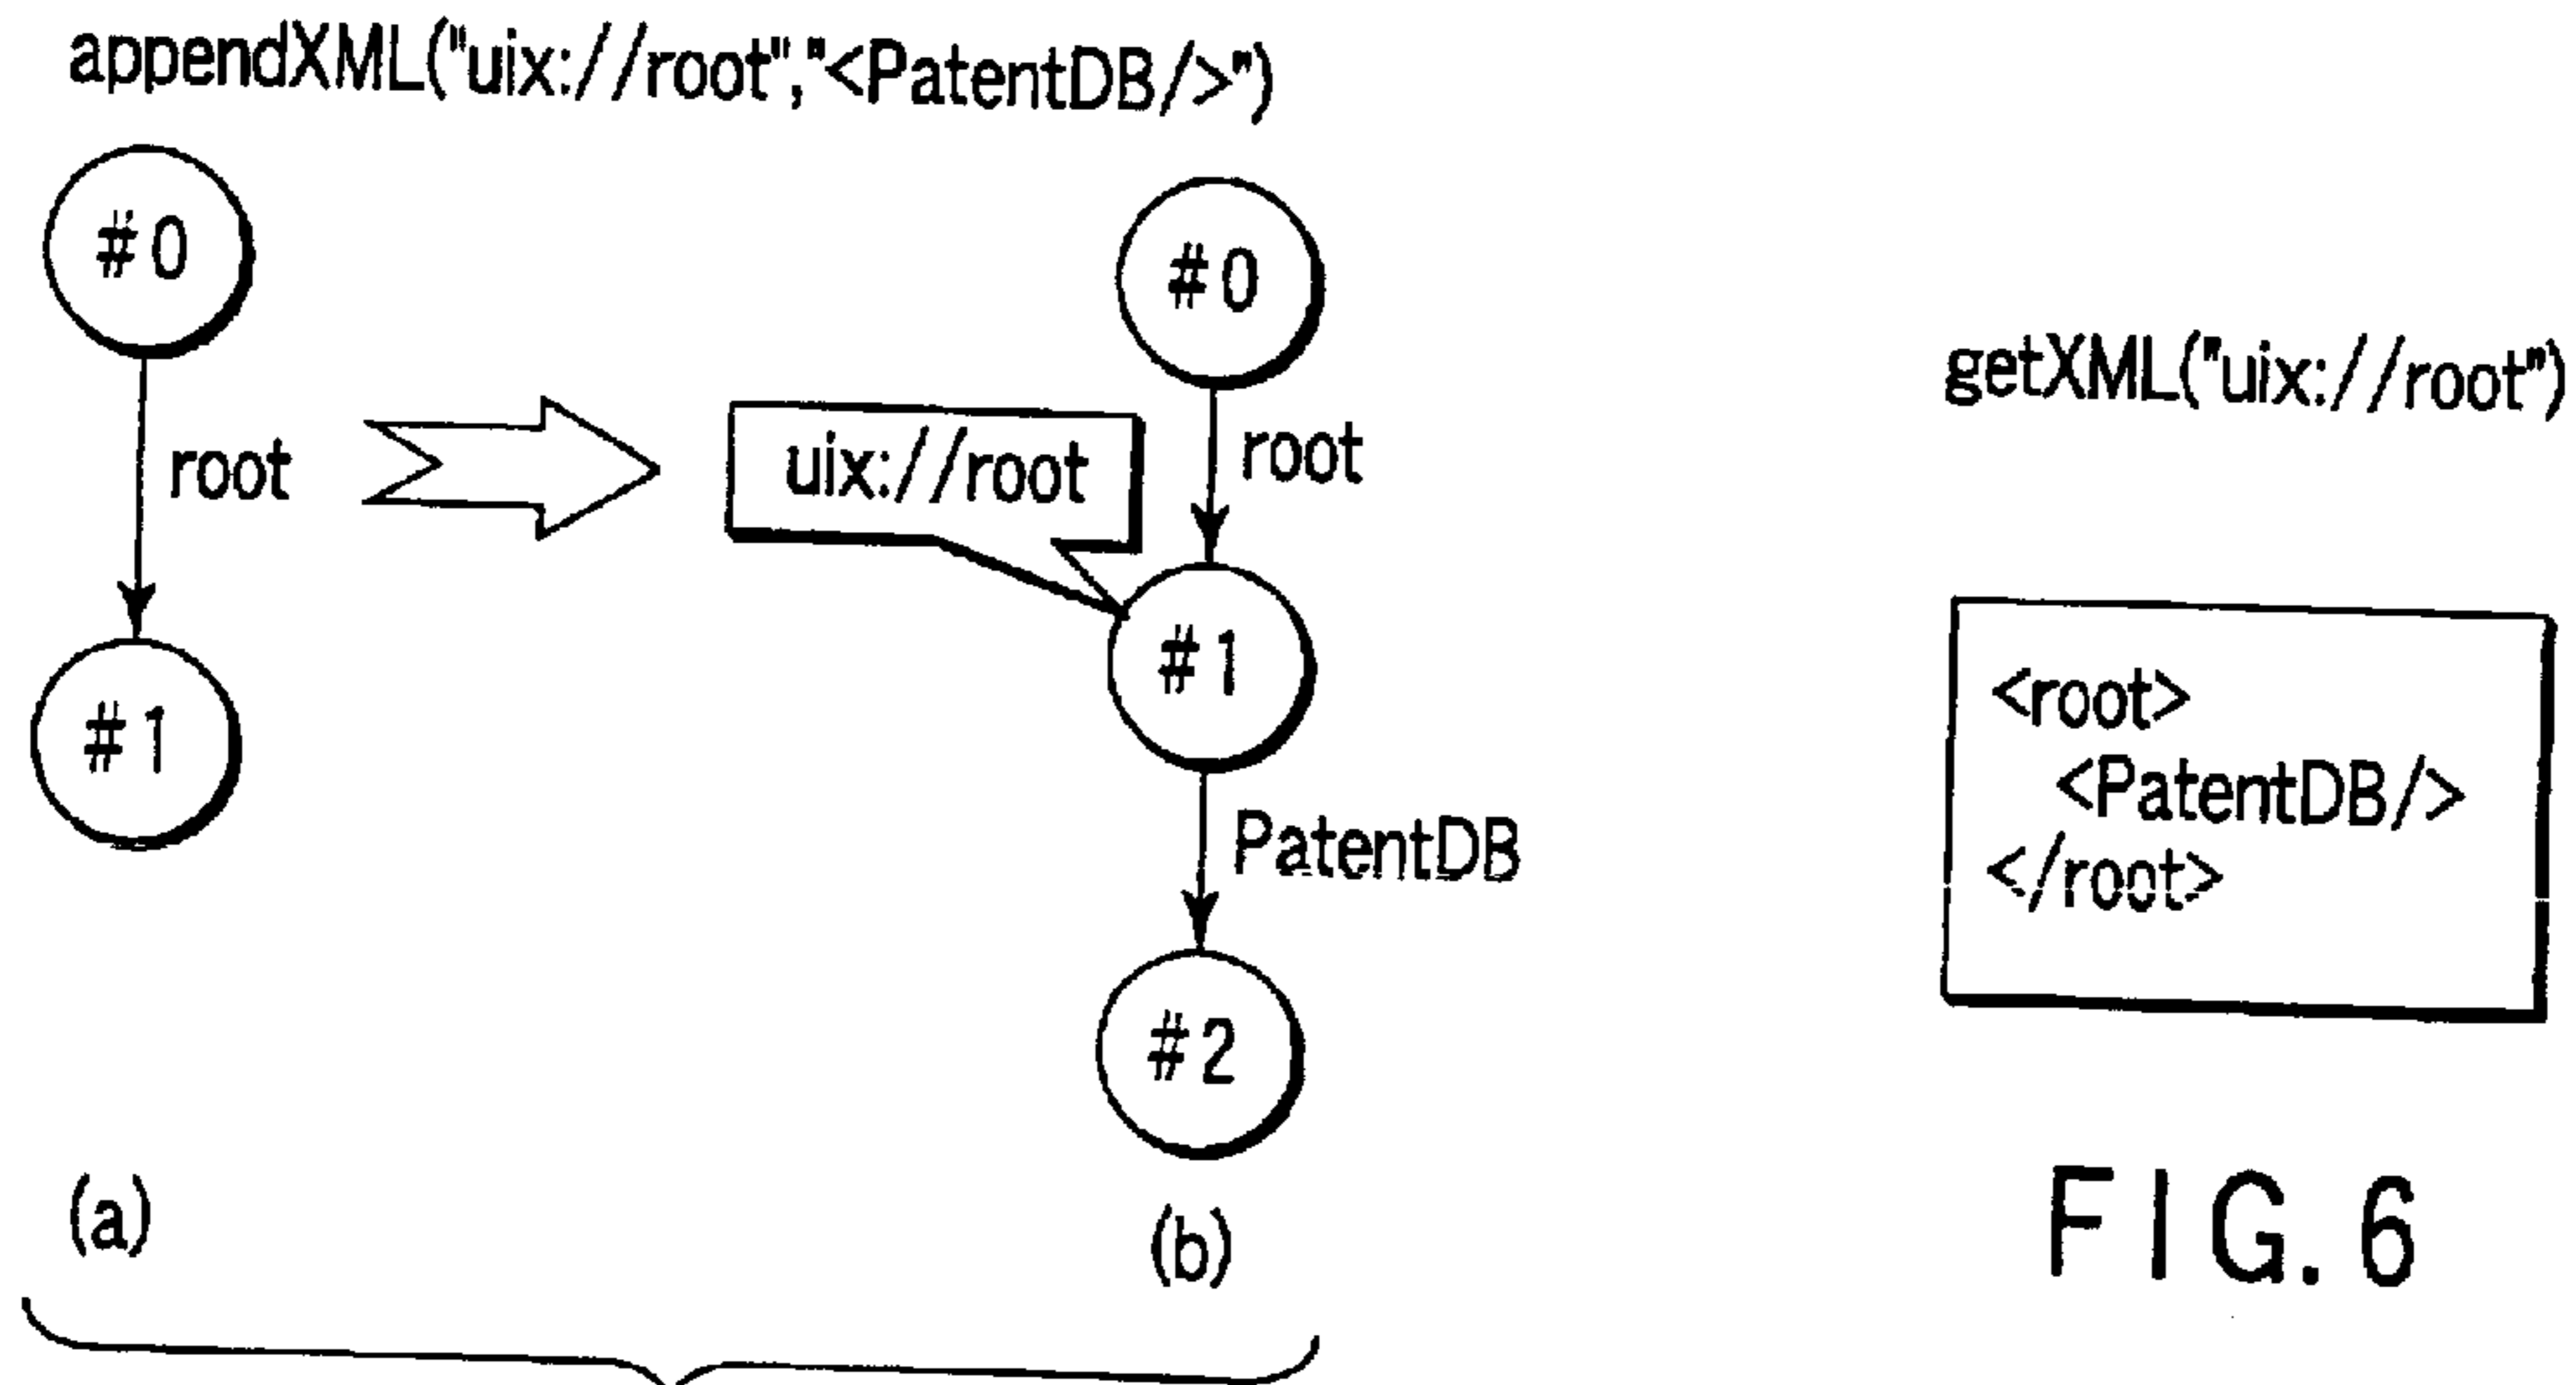 appendXML("uix://root","<PatentDB/>")
#0
root
#1
(a)
#0
uix://root
root
#1
PatentDB
#2
(b)
getXML("uix://root")
<root>
<PatentDB/>
</root>
FIG. 6